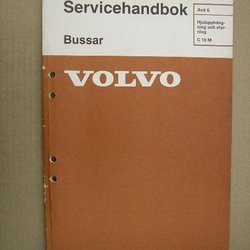 Servicehandbok
Bussar
Avd 6
Hjulupphäng-
ning och styr-
ning
C 10 M
VOLVO